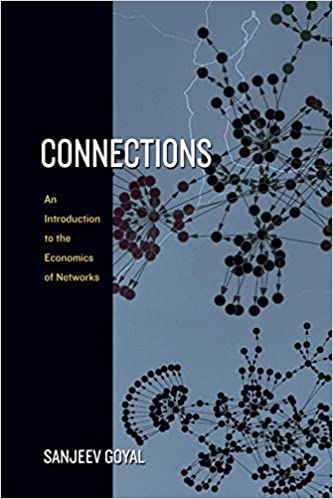 CONNECTIONS
An
Introduction
to the
Economics
of Networks
SANJEEV GOYAL